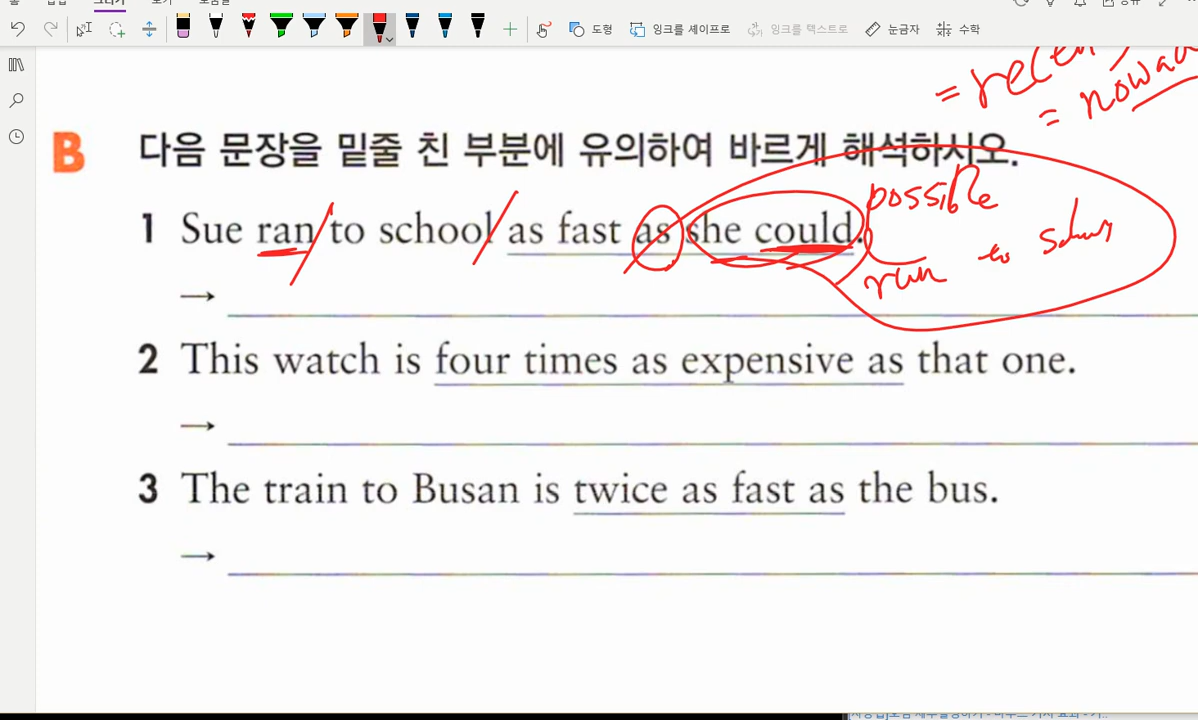 도형
잉크를 셰이프로
잉크를 텍스트로
눈금자
수학
=
= nowada
B 다음 문장을 밑줄 친 부분에 유의하여 바르게 해석하시오.
possible
1 Sue ran to school as fast as she could.
run to
→
2 This watch is four times as expensive as that one.
→
3 The train to Busan is twice as fast as the bus.
→